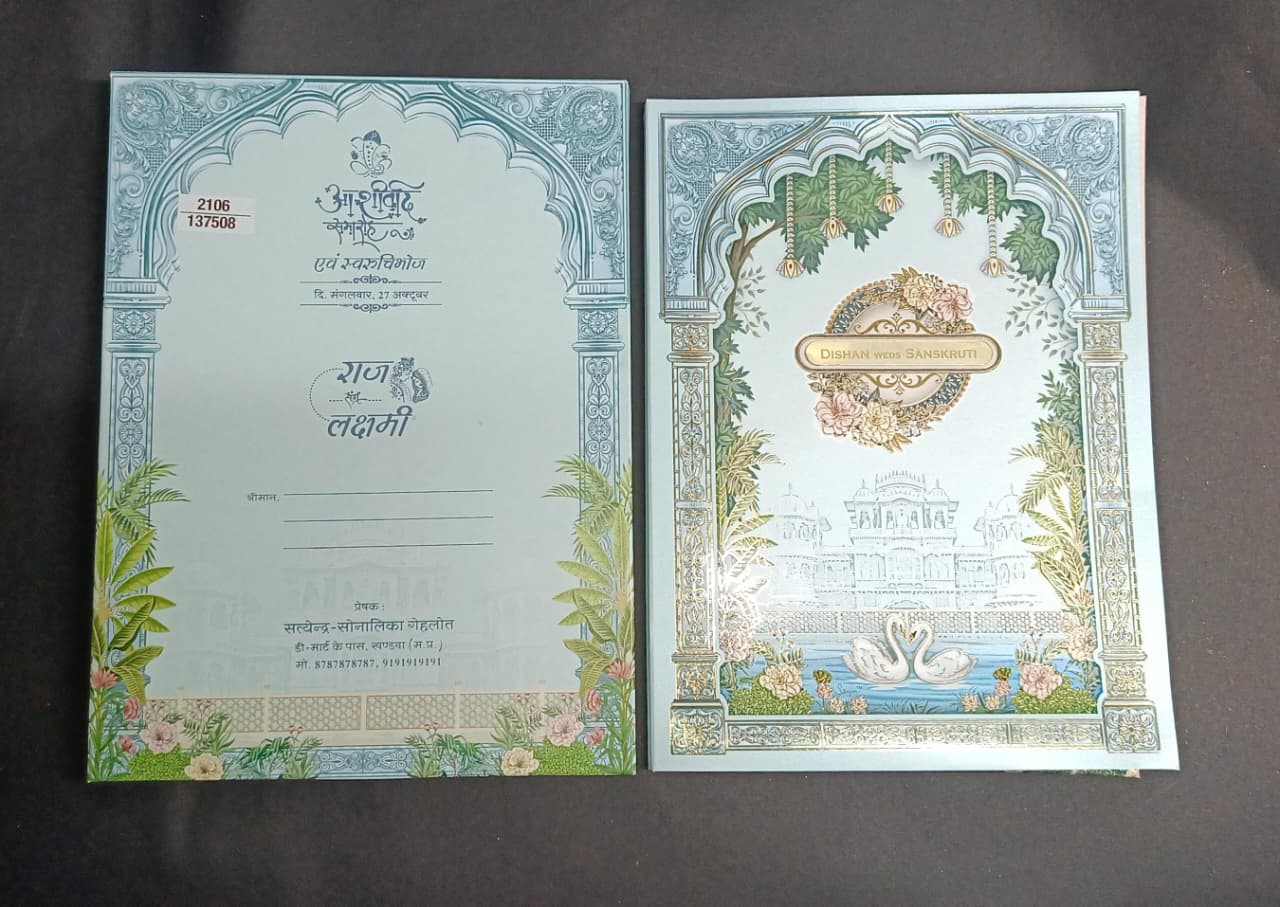 2106
137508
आशीर्वाद
समारोह
एवं स्वरुचिभोज
दि. मंगलवार, 27 अक्टूबर
राज
संग
लक्ष्मी
श्रीमान.
प्रेषक :
सत्येन्द्र-सोनालिका गेहलोत
डी-मार्ट के पास, खण्डवा (म.प्र.)
मो. 8787878787, 9191919191
DISHAN WEDS SANSKRUTI